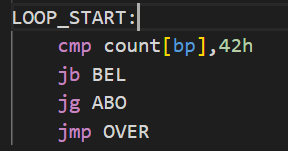 LOOP_START:
cmp count[bp],42h
jb BEL
jg ABO
jmp OVER